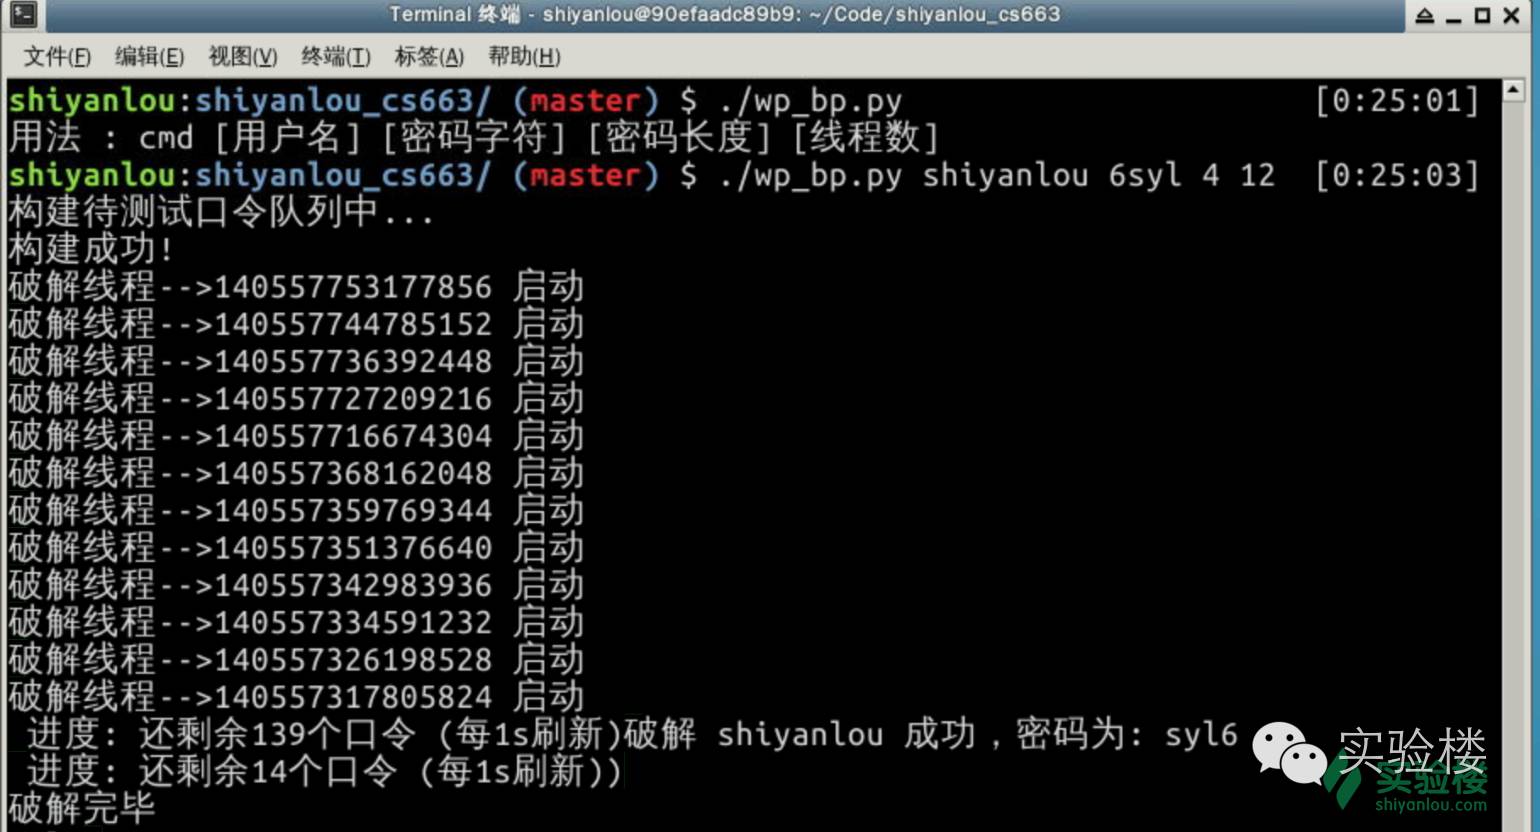 Terminal 终端 - shiyanlou@90efaadc89b9: ~/Code/shiyanlou_cs663
文件(F) 编辑(E) 视图(V) 终端(T) 标签(A) 帮助(H)
shiyanlou:shiyanlou_cs663/ (master) $ ./wp_bp.py [0:25:01]
用法 : cmd [用户名] [密码字符] [密码长度] [线程数]
shiyanlou:shiyanlou_cs663/ (master) $ ./wp_bp.py shiyanlou 6syl 4 12 [0:25:03]
构建待测试口令队列中...
构建成功!
破解线程-->140557753177856 启动
破解线程-->140557744785152 启动
破解线程-->140557736392448 启动
破解线程-->140557727209216 启动
破解线程-->140557716674304 启动
破解线程-->140557368162048 启动
破解线程-->140557359769344 启动
破解线程-->140557351376640 启动
破解线程-->140557342983936 启动
破解线程-->140557334591232 启动
破解线程-->140557326198528 启动
破解线程-->140557317805824 启动
进度: 还剩余139个口令 (每1s刷新)破解 shiyanlou 成功，密码为: syl6
进度: 还剩余14个口令 (每1s刷新))
破解完毕
实验楼
实验楼
shiyanlou.com